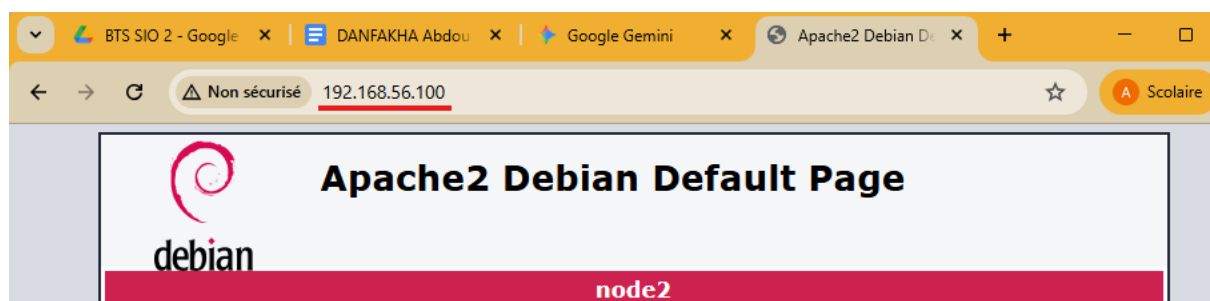 BTS SIO 2 - Google
DANFAKHA Abdou
Google Gemini
Apache2 Debian De
Non sécurisé
192.168.56.100
A
Scolaire
Apache2 Debian Default Page
debian
node2